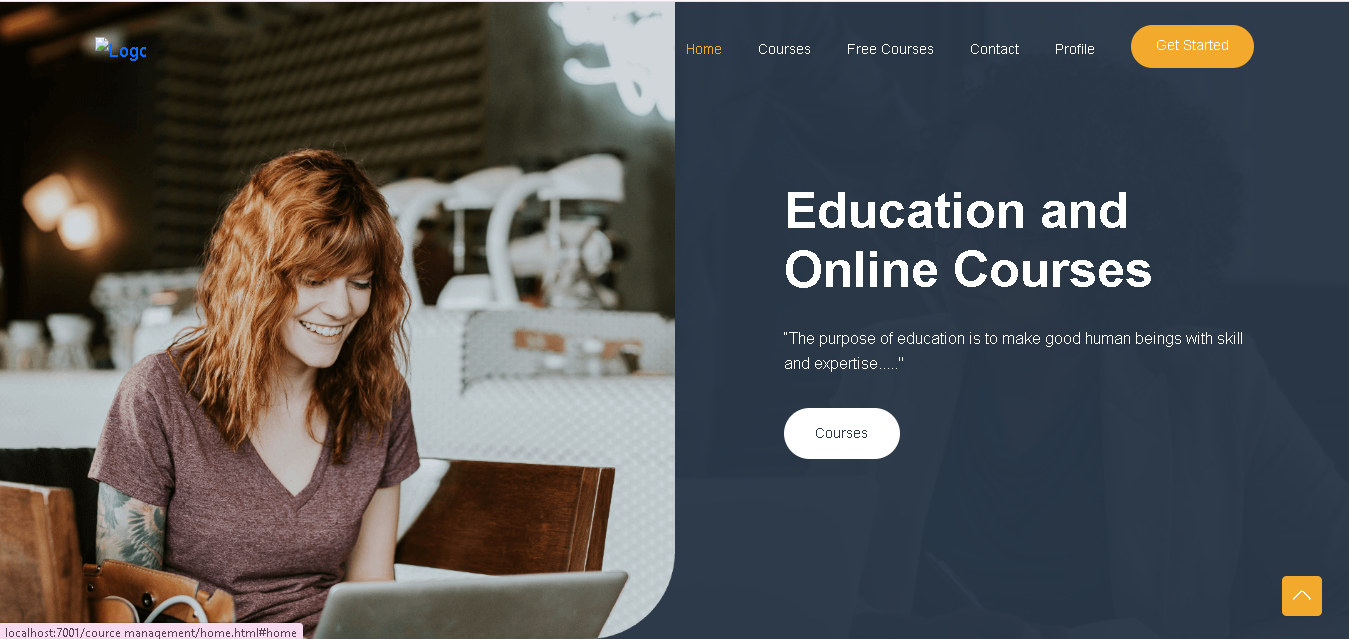 Logo
Home Courses Free Courses Contact Profile Get Started
Education and
Online Courses
"The purpose of education is to make good human beings with skill
and expertise....."
Courses
localhost:7001/cource management/home.html#home